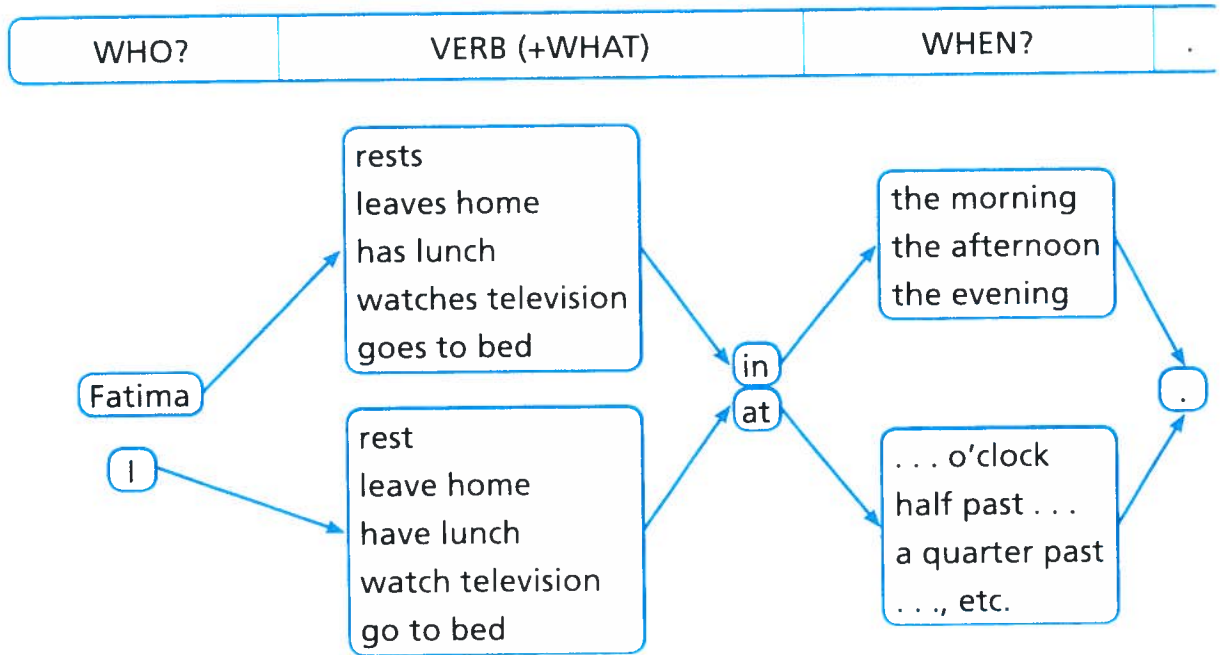 WHO? VERB (+WHAT) WHEN? .
Fatima
I
rests
leaves home
has lunch
watches television
goes to bed
rest
leave home
have lunch
watch television
go to bed
in
at
the morning
the afternoon
the evening
. . . o'clock
half past . . .
a quarter past
. . ., etc.
.